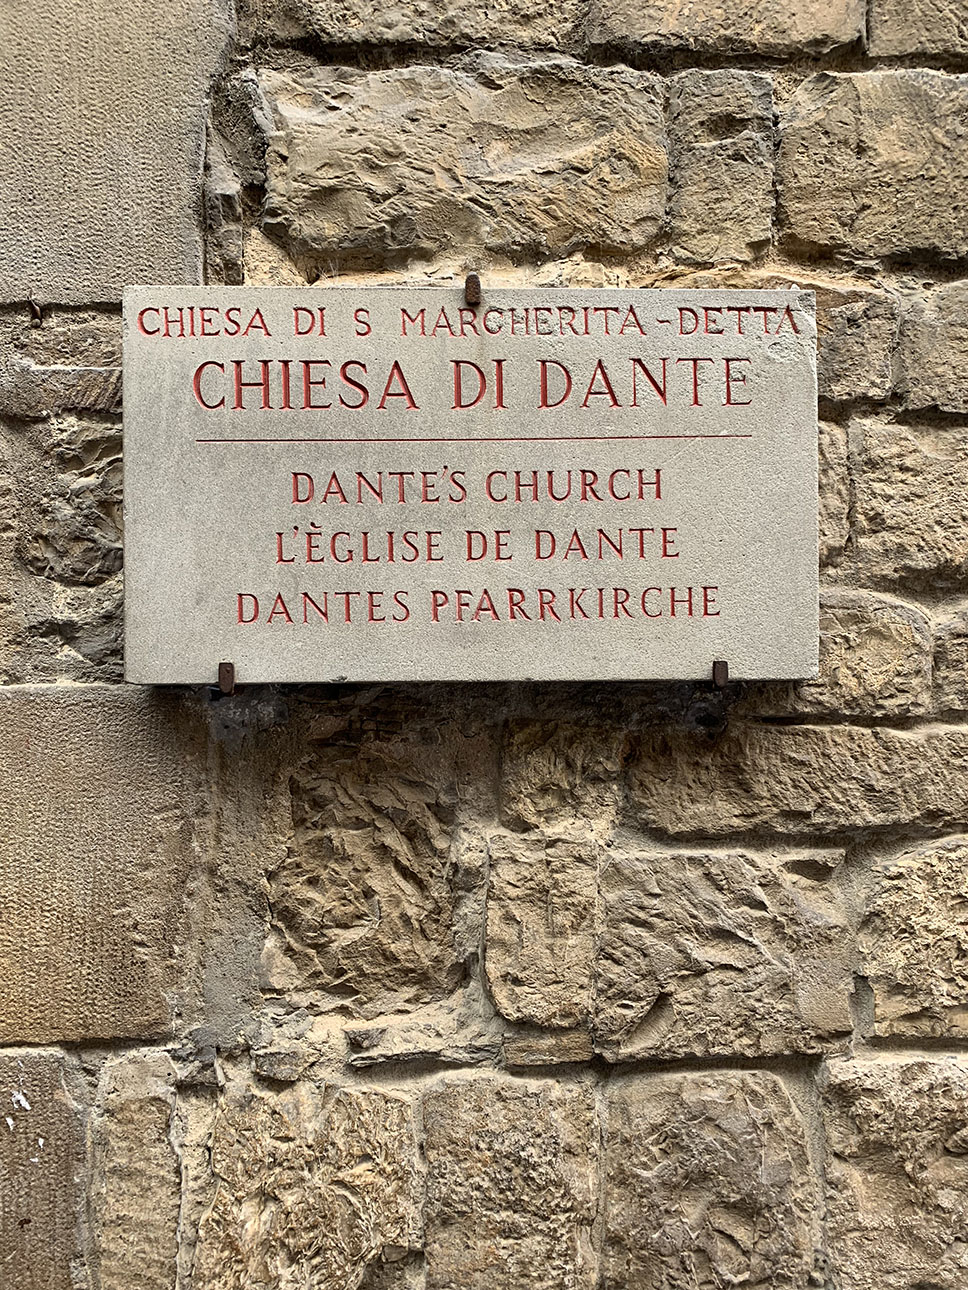 CHIESA DI S MARGHERITA-DETTA
CHIESA DI DANTE
DANTE'S CHURCH
L'ÈGLISE DE DANTE
DANTES PFARRKIRCHE